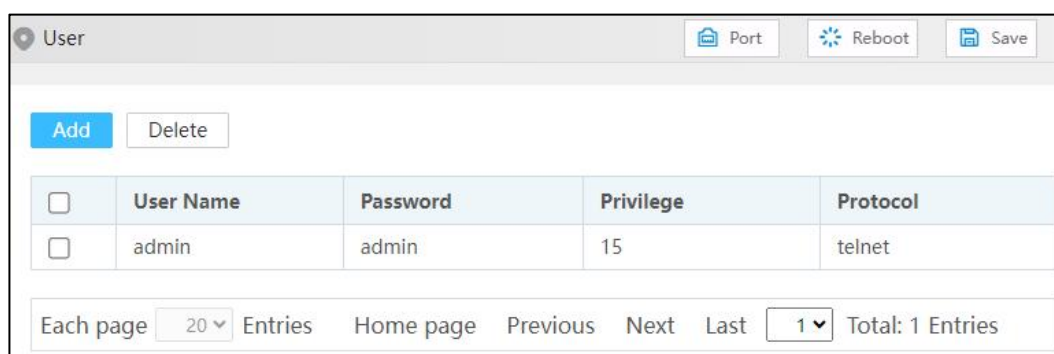 User Port Reboot Save
Add Delete
User Name Password Privilege Protocol
admin admin 15 telnet
Each page 20 Entries Home page Previous Next Last 1 Total: 1 Entries